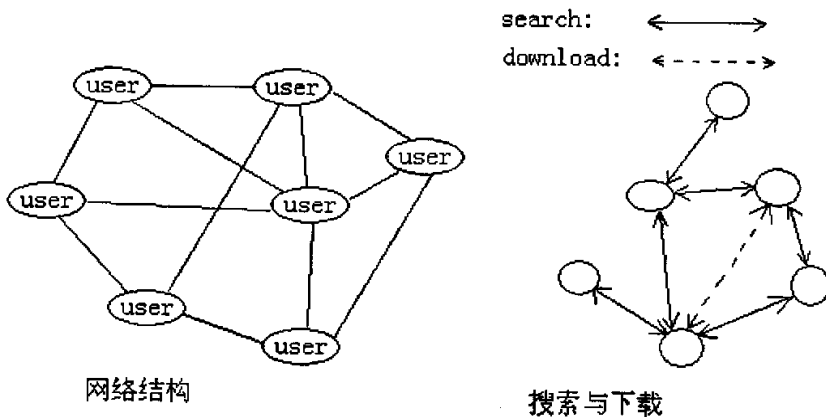 search:
download:
user
user
user
user
user
user
user
网络结构
搜索与下载